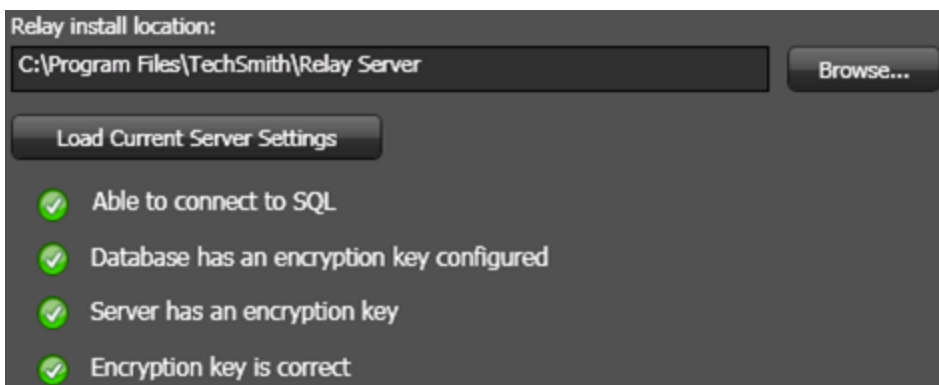 Relay install location:
C:\Program Files\TechSmith\Relay Server
Browse...
Load Current Server Settings
Able to connect to SQL
Database has an encryption key configured
Server has an encryption key
Encryption key is correct